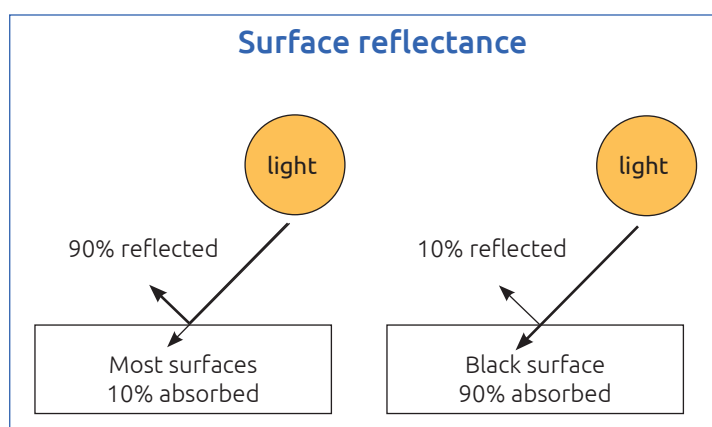 Surface reflectance
light
90% reflected
Most surfaces
10% absorbed
light
10% reflected
Black surface
90% absorbed